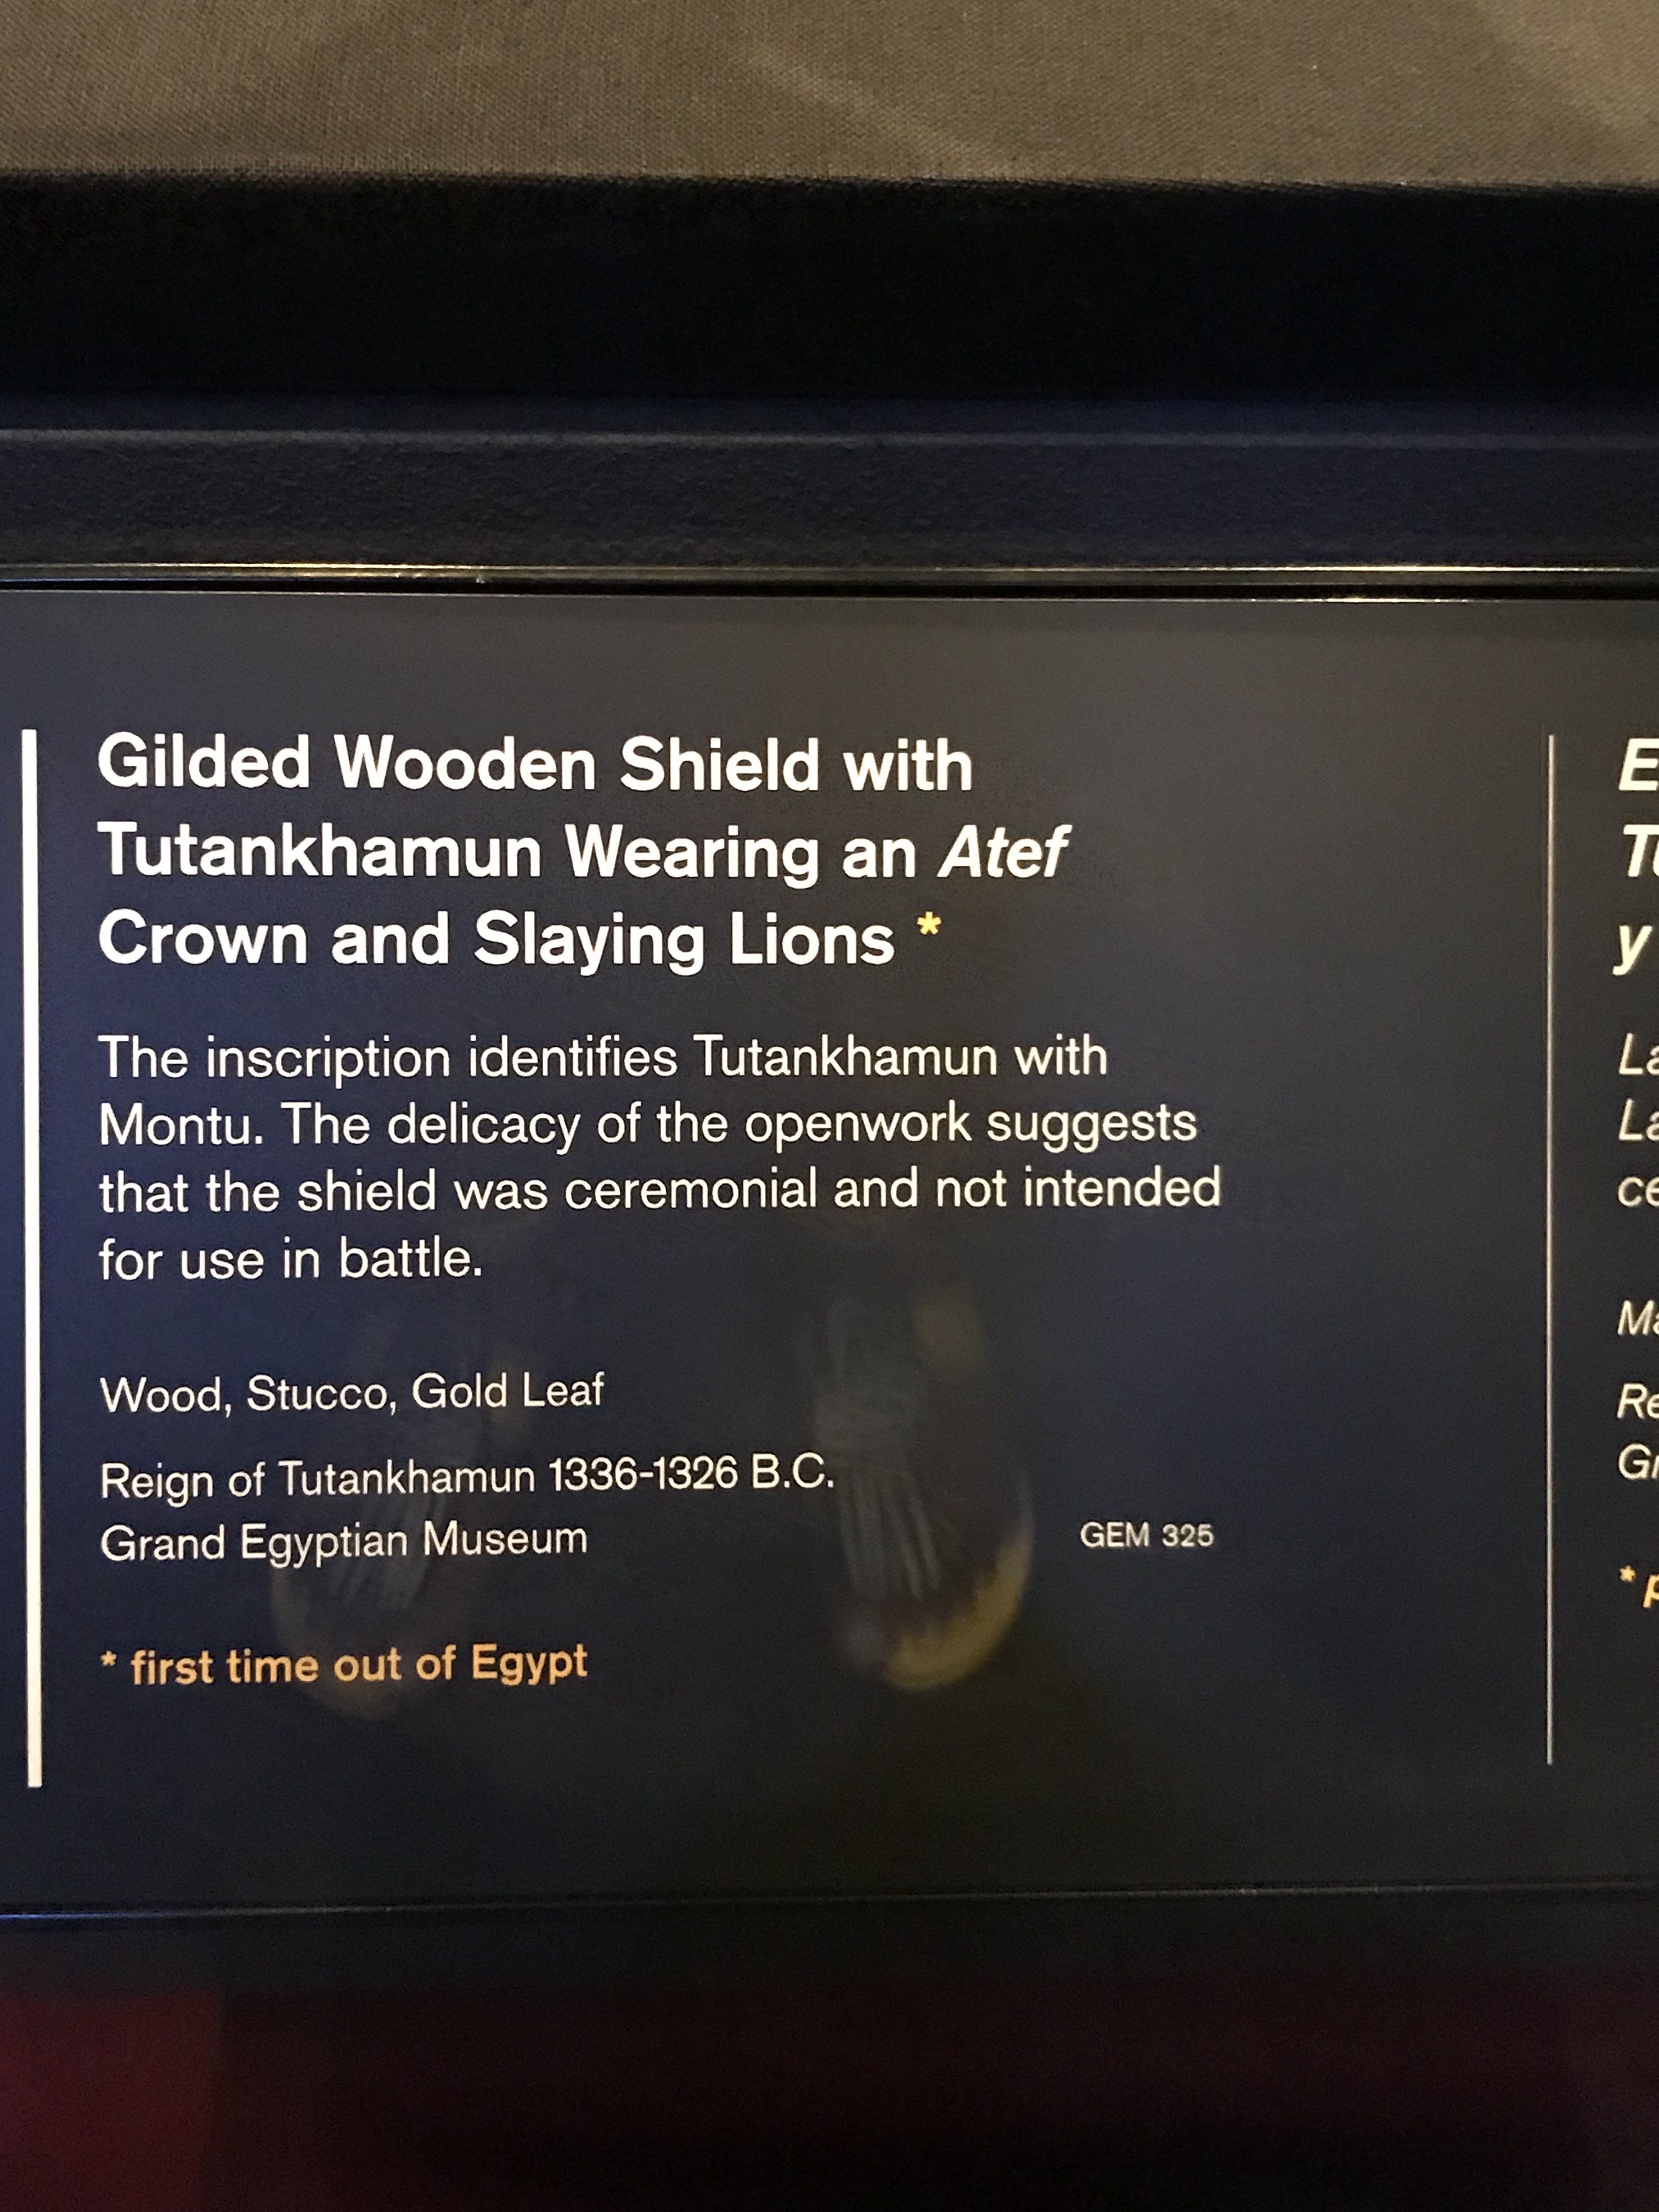 Gilded Wooden Shield with
Tutankhamun Wearing an Atef
Crown and Slaying Lions *
The inscription identifies Tutankhamun with
Montu. The delicacy of the openwork suggests
that the shield was ceremonial and not intended
for use in battle.
Wood, Stucco, Gold Leaf
Reign of Tutankhamun 1336-1326 B.C.
Grand Egyptian Museum
GEM 325
* first time out of Egypt
y